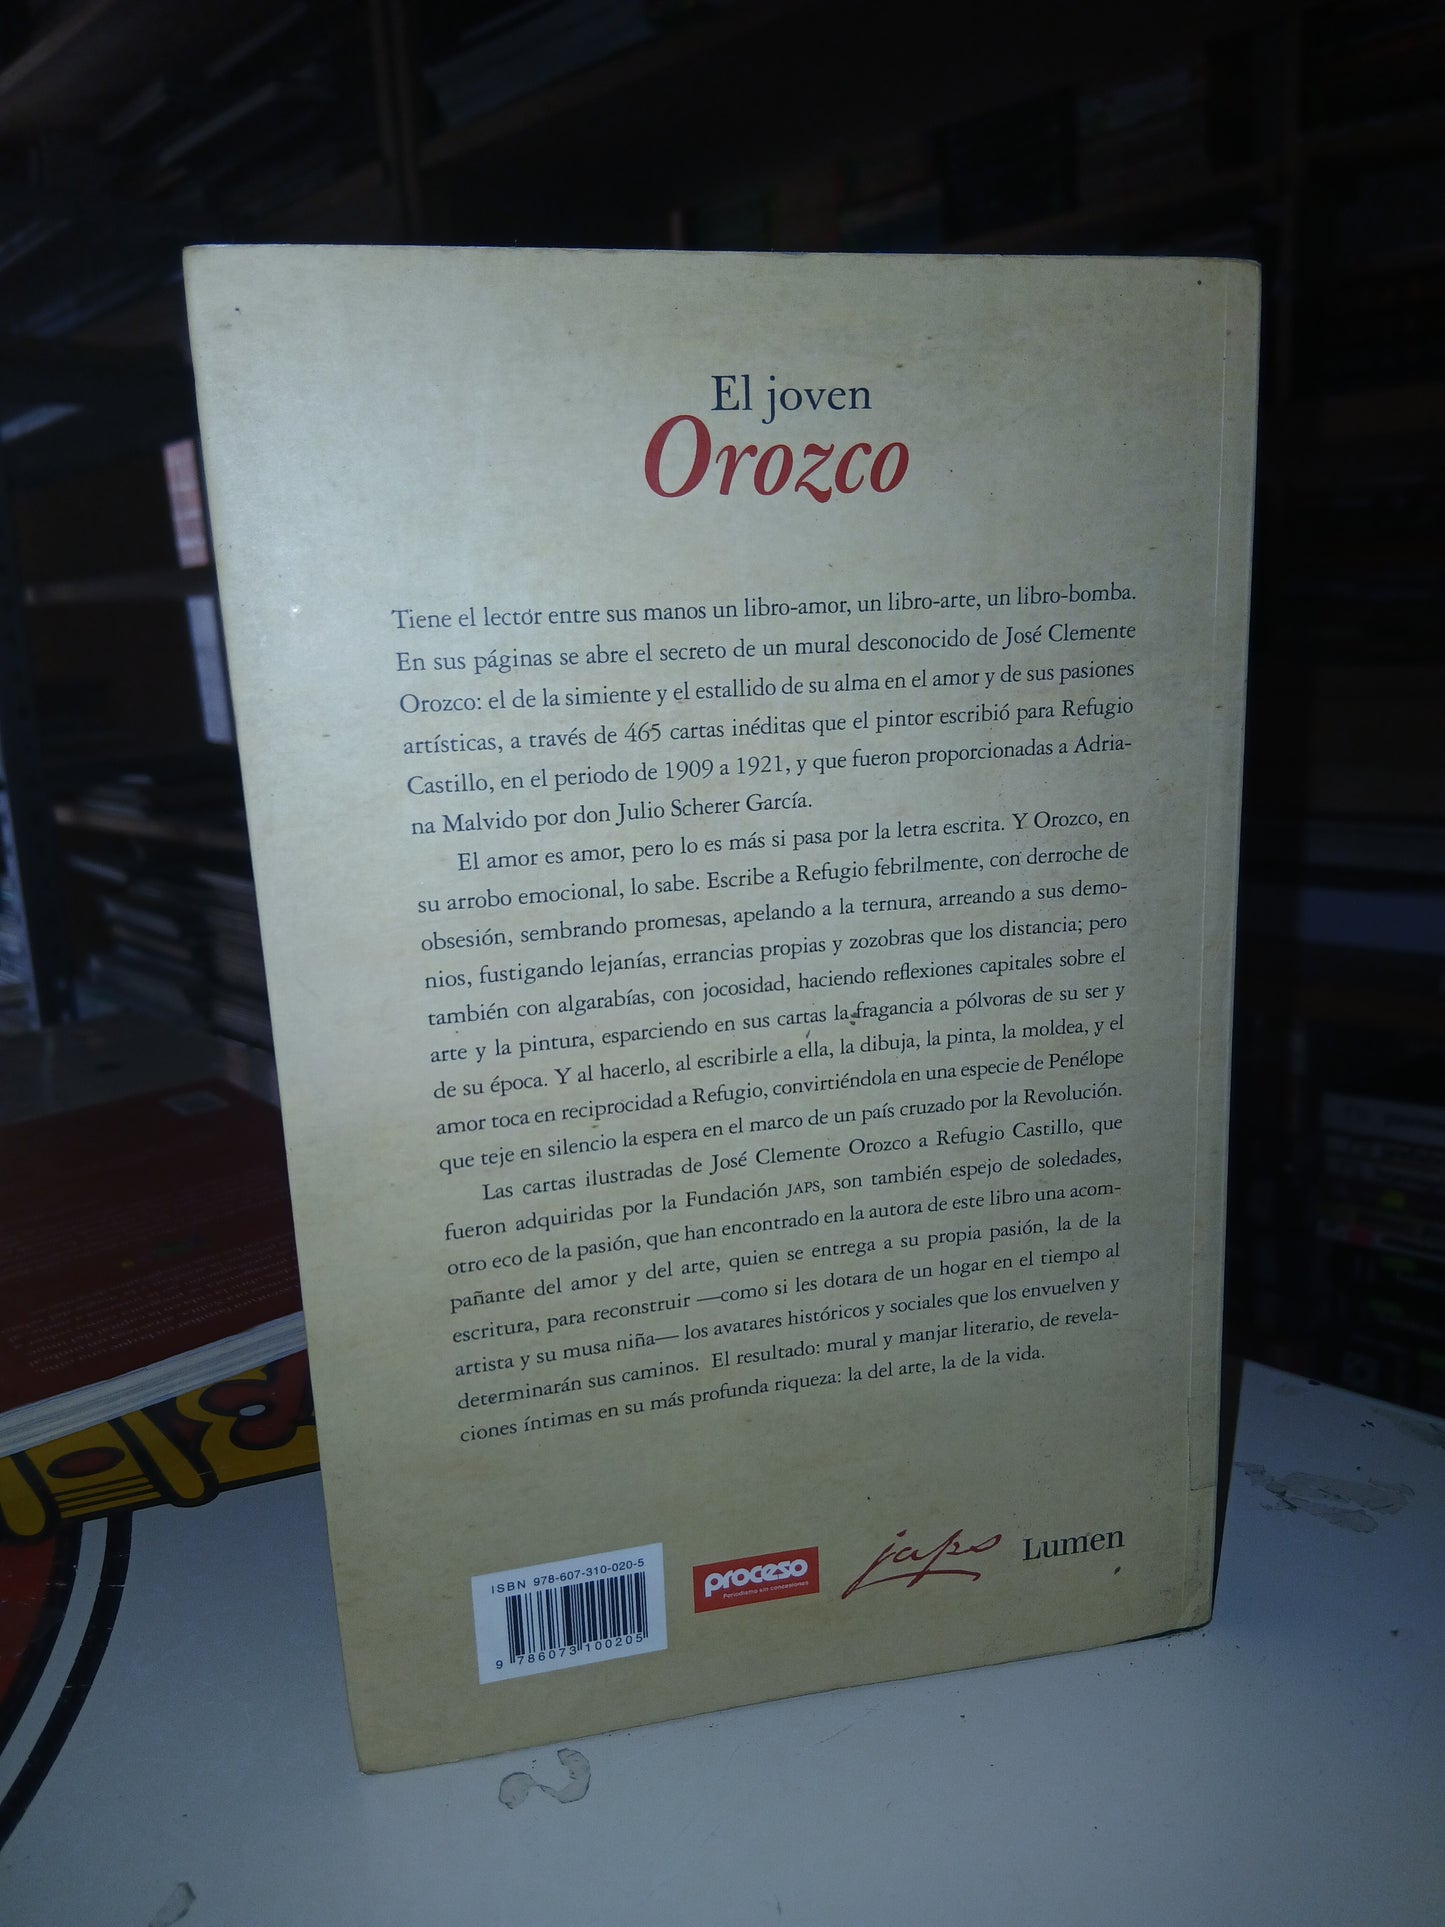 El joven
Orozco
Tiene el lector entre sus manos un libro-amor, un libro-arte, un libro-bomba.
En sus páginas se abre el secreto de un mural desconocido de José Clemente
Orozco: el de la simiente y el estallido de su alma en el amor y de sus pasiones
artísticas, a través de 465 cartas inéditas que el pintor escribió para Refugio
Castillo, en el periodo de 1909 a 1921, y que fueron proporcionadas a Adria-
na Malvido por don Julio Scherer García.
El amor es amor, pero lo es más si pasa por la letra escrita. Y Orozco, en
su arrobo emocional, lo sabe. Escribe a Refugio febrilmente, con derroche de
obsesión, sembrando promesas, apelando a la ternura, arreando a sus demo-
nios, fustigando lejanías, errancias propias y zozobras que los distancia; pero
también con algarabías, con jocosidad, haciendo reflexiones capitales sobre el
arte y la pintura, esparciendo en sus cartas la fragancia a pólvoras de su ser y
de su época. Y al hacerlo, al escribirle a ella, la dibuja, la pinta, la moldea, y el
amor toca en reciprocidad a Refugio, convirtiéndola en una especie de Penélope
que teje en silencio la espera en el marco de un país cruzado por la Revolución.
Las cartas ilustradas de José Clemente Orozco a Refugio Castillo, que
fueron adquiridas por la Fundación JAPS, son también espejo de soledades,
otro eco de la pasión, que han encontrado en la autora de este libro una acom-
pañante del amor y del arte, quien se entrega a su propia pasión, la de la
escritura, para reconstruir —como si les dotara de un hogar en el tiempo al
artista y su musa niña— los avatares históricos y sociales que los envuelven y
determinarán sus caminos. El resultado: mural y manjar literario, de revela-
ciones íntimas en su más profunda riqueza: la del arte, la de la vida.
ISBN 978-607-310-020-5
9 786073 100205
proceso
Periodismo sin concesiones
japs
Lumen